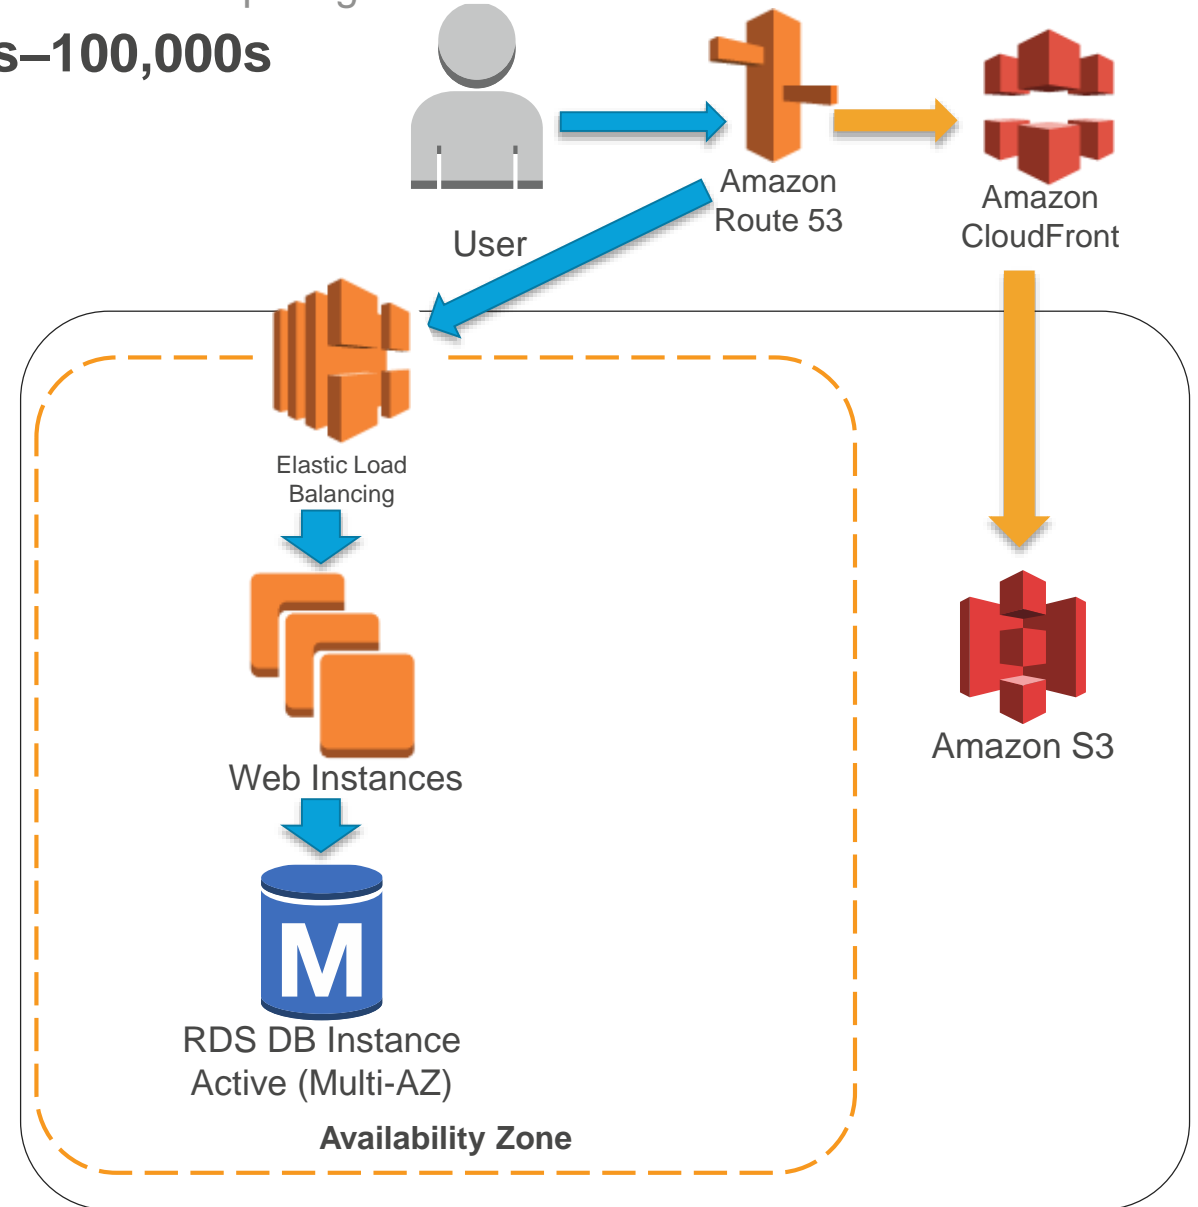 s–100,000s
User
Amazon
Route 53
Amazon
CloudFront
Elastic Load
Balancing
Web Instances
Amazon S3
M
RDS DB Instance
Active (Multi-AZ)
Availability Zone